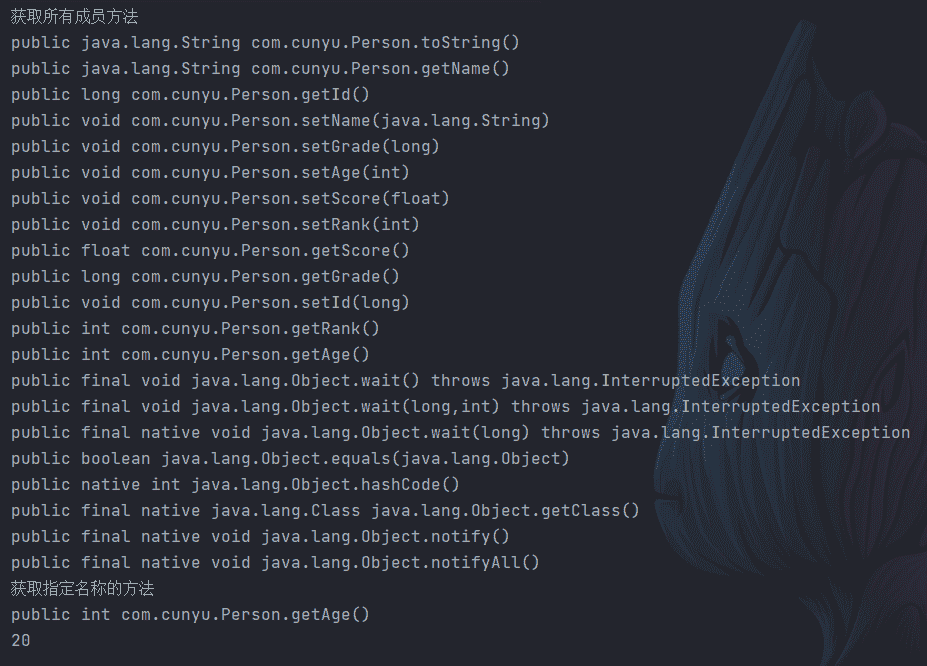 获取所有成员方法
public java.lang.String com.cunyu.Person.toString()
public java.lang.String com.cunyu.Person.getName()
public long com.cunyu.Person.getId()
public void com.cunyu.Person.setName(java.lang.String)
public void com.cunyu.Person.setGrade(long)
public void com.cunyu.Person.setAge(int)
public void com.cunyu.Person.setScore(float)
public void com.cunyu.Person.setRank(int)
public float com.cunyu.Person.getScore()
public long com.cunyu.Person.getGrade()
public void com.cunyu.Person.setId(long)
public int com.cunyu.Person.getRank()
public int com.cunyu.Person.getAge()
public final void java.lang.Object.wait() throws java.lang.InterruptedException
public final void java.lang.Object.wait(long,int) throws java.lang.InterruptedException
public final native void java.lang.Object.wait(long) throws java.lang.InterruptedException
public boolean java.lang.Object.equals(java.lang.Object)
public native int java.lang.Object.hashCode()
public final native java.lang.Class java.lang.Object.getClass()
public final native void java.lang.Object.notify()
public final native void java.lang.Object.notifyAll()
获取指定名称的方法
public int com.cunyu.Person.getAge()
20